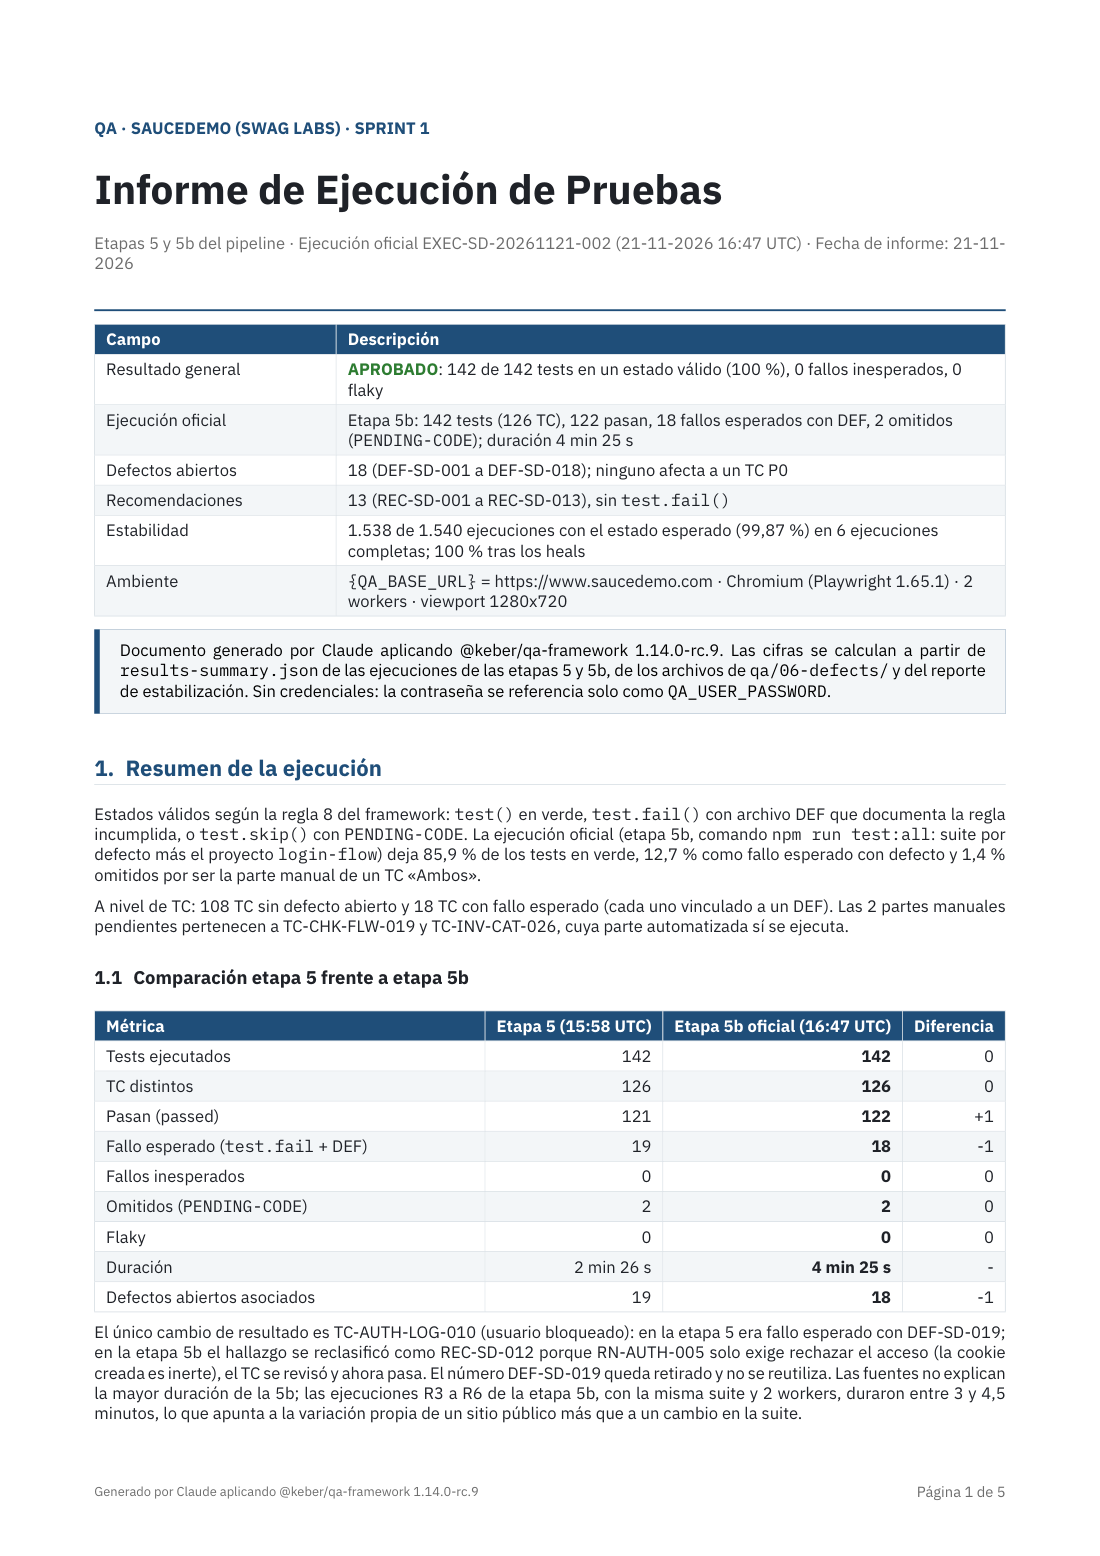 QA · SAUCEDEMO (SWAG LABS) · SPRINT 1
Informe de Ejecución de Pruebas
Etapas 5 y 5b del pipeline · Ejecución oficial EXEC-SD-20261121-002 (21-11-2026 16:47 UTC) · Fecha de informe: 21-11-
2026
Campo Descripción
Resultado general APROBADO: 142 de 142 tests en un estado válido (100 %), 0 fallos inesperados, 0
flaky
Ejecución oficial Etapa 5b: 142 tests (126 TC), 122 pasan, 18 fallos esperados con DEF, 2 omitidos
(PENDING-CODE); duración 4 min 25 s
Defectos abiertos 18 (DEF-SD-001 a DEF-SD-018); ninguno afecta a un TC P0
Recomendaciones 13 (REC-SD-001 a REC-SD-013), sin test.fail()
Estabilidad 1.538 de 1.540 ejecuciones con el estado esperado (99,87 %) en 6 ejecuciones
completas; 100 % tras los heals
Ambiente {QA_BASE_URL} = https://www.saucedemo.com · Chromium (Playwright 1.65.1) · 2
workers · viewport 1280x720
Documento generado por Claude aplicando @keber/qa-framework 1.14.0-rc.9. Las cifras se calculan a partir de
results-summary.json de las ejecuciones de las etapas 5 y 5b, de los archivos de qa/06-defects/ y del reporte
de estabilización. Sin credenciales: la contraseña se referencia solo como QA_USER_PASSWORD.
1. Resumen de la ejecución
Estados válidos según la regla 8 del framework: test() en verde, test.fail() con archivo DEF que documenta la regla
incumplida, o test.skip() con PENDING-CODE. La ejecución oficial (etapa 5b, comando npm run test:all: suite por
defecto más el proyecto login-flow) deja 85,9 % de los tests en verde, 12,7 % como fallo esperado con defecto y 1,4 %
omitidos por ser la parte manual de un TC «Ambos».
A nivel de TC: 108 TC sin defecto abierto y 18 TC con fallo esperado (cada uno vinculado a un DEF). Las 2 partes manuales
pendientes pertenecen a TC-CHK-FLW-019 y TC-INV-CAT-026, cuya parte automatizada sí se ejecuta.
1.1 Comparación etapa 5 frente a etapa 5b
Métrica Etapa 5 (15:58 UTC) Etapa 5b oficial (16:47 UTC) Diferencia
Tests ejecutados 142 142 0
TC distintos 126 126 0
Pasan (passed) 121 122 +1
Fallo esperado (test.fail + DEF) 19 18 -1
Fallos inesperados 0 0 0
Omitidos (PENDING-CODE) 2 2 0
Flaky 0 0 0
Duración 2 min 26 s 4 min 25 s -
Defectos abiertos asociados 19 18 -1
El único cambio de resultado es TC-AUTH-LOG-010 (usuario bloqueado): en la etapa 5 era fallo esperado con DEF-SD-019;
en la etapa 5b el hallazgo se reclasificó como REC-SD-012 porque RN-AUTH-005 solo exige rechazar el acceso (la cookie
creada es inerte), el TC se revisó y ahora pasa. El número DEF-SD-019 queda retirado y no se reutiliza. Las fuentes no explican
la mayor duración de la 5b; las ejecuciones R3 a R6 de la etapa 5b, con la misma suite y 2 workers, duraron entre 3 y 4,5
minutos, lo que apunta a la variación propia de un sitio público más que a un cambio en la suite.
Generado por Claude aplicando @keber/qa-framework 1.14.0-rc.9
Página 1 de 5